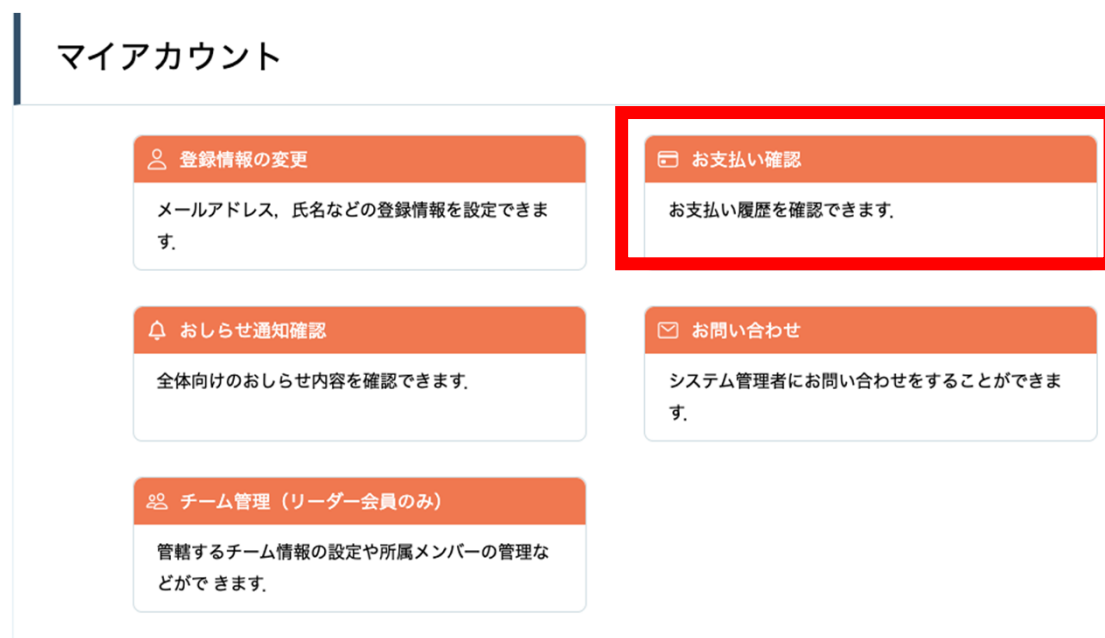 マイアカウント
登録情報の変更
メールアドレス，氏名などの登録情報を設定できま
す．
お支払い確認
お支払い履歴を確認できます．
おしらせ通知確認
全体向けのおしらせ内容を確認できます．
お問い合わせ
システム管理者にお問い合わせをすることができま
す．
チーム管理（リーダー会員のみ）
管轄するチーム情報の設定や所属メンバーの管理な
どがで きます．